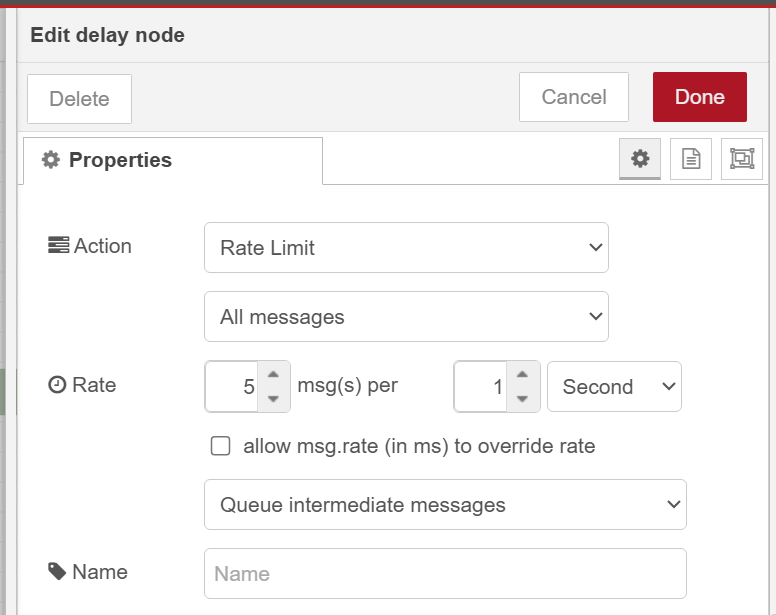 Edit delay node
Delete Cancel Done
Properties
Action Rate Limit
All messages
Rate 5 msg(s) per 1 Second
allow msg.rate (in ms) to override rate
Queue intermediate messages
Name Name